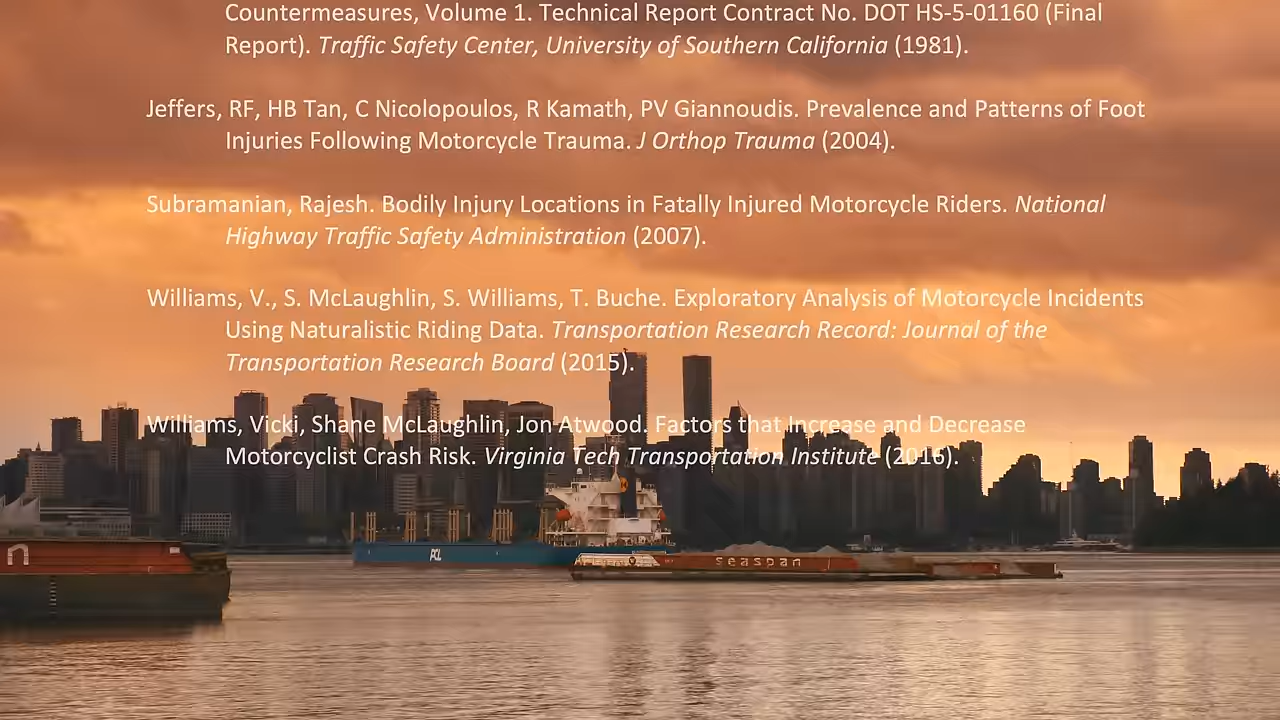 Countermeasures, Volume 1. Technical Report Contract No. DOT HS-5-01160 (Final
Report). Traffic Safety Center, University of Southern California (1981).
Jeffers, RF, HB Tan, C Nicolopoulos, R Kamath, PV Giannoudis. Prevalence and Patterns of Foot
Injuries Following Motorcycle Trauma. J Orthop Trauma (2004).
Subramanian, Rajesh. Bodily Injury Locations in Fatally Injured Motorcycle Riders. National
Highway Traffic Safety Administration (2007).
Williams, V., S. McLaughlin, S. Williams, T. Buche. Exploratory Analysis of Motorcycle Incidents
Using Naturalistic Riding Data. Transportation Research Record: Journal of the
Transportation Research Board (2015).
Williams, Vicki, Shane McLaughlin, Jon Atwood. Factors that Increase and Decrease
Motorcyclist Crash Risk. Virginia Tech Transportation Institute (2016).
PCL
seaspan
n